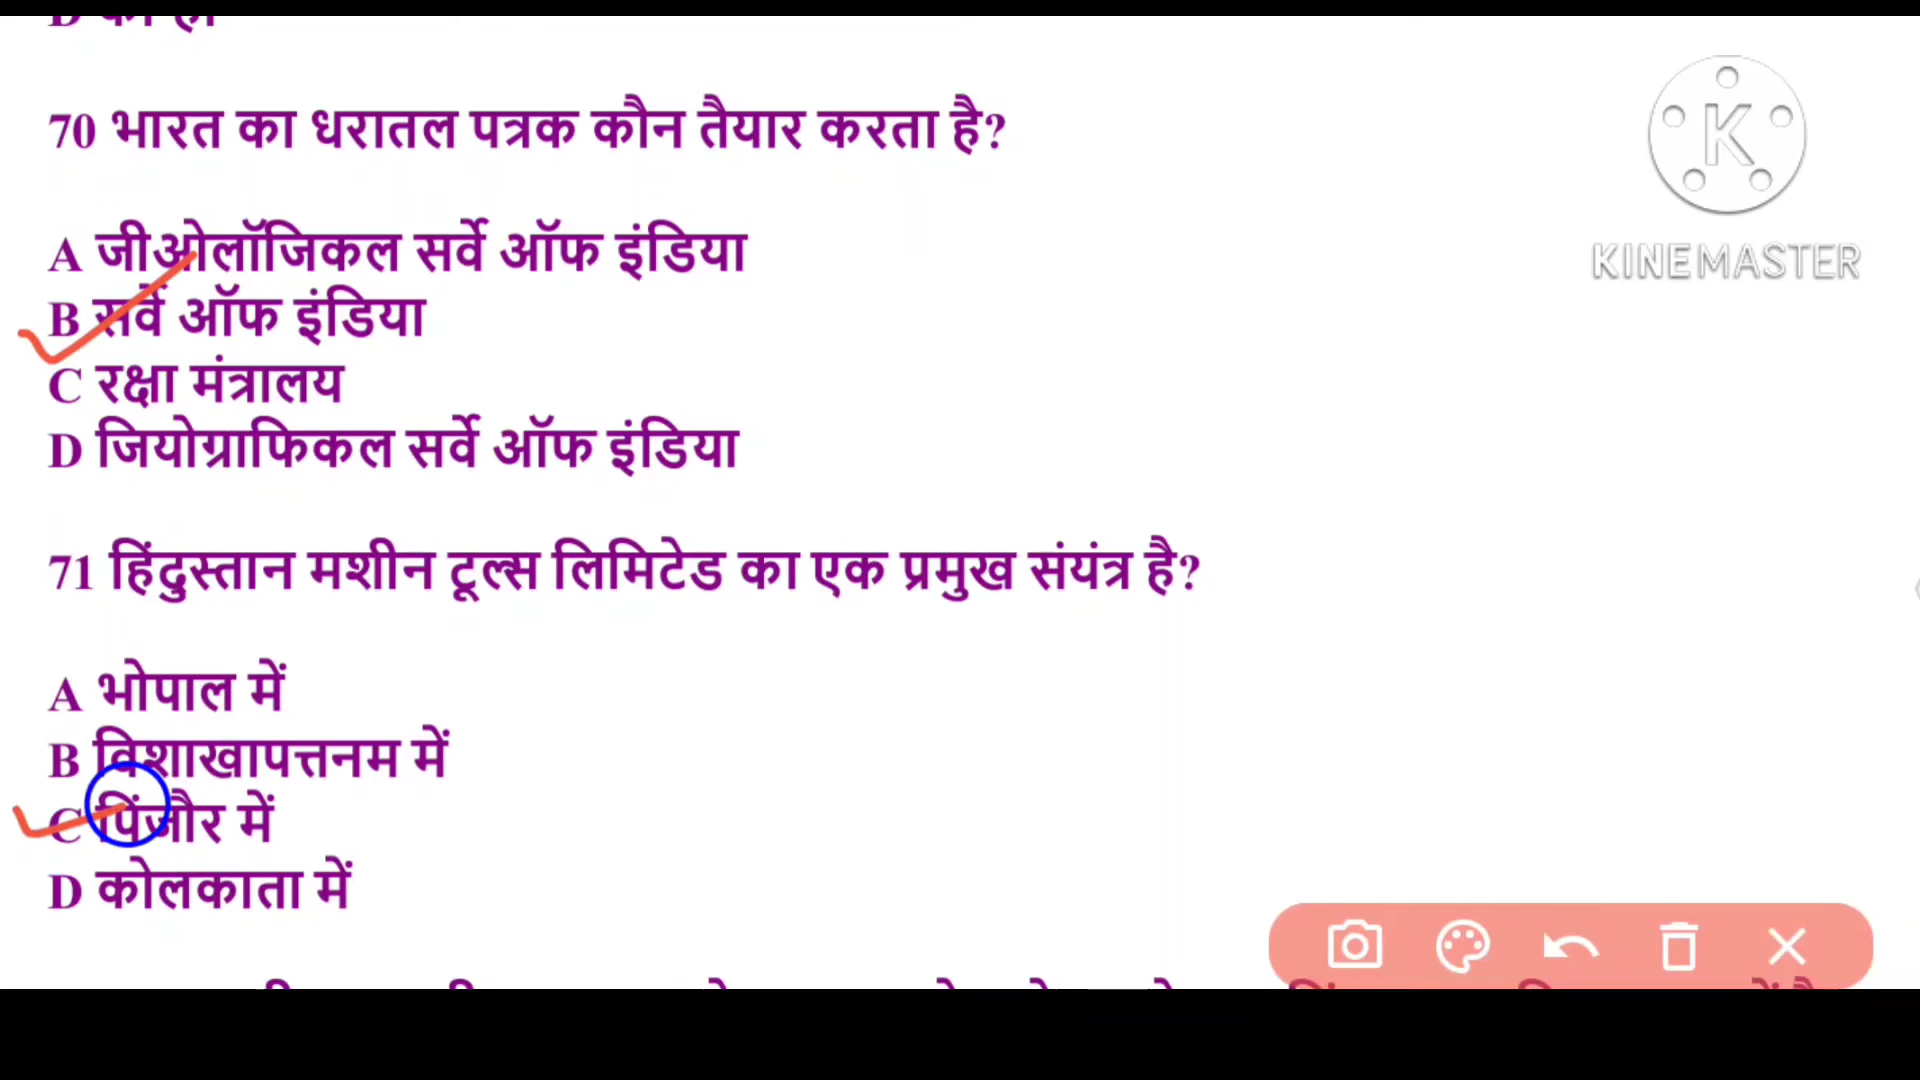 70 भारत का धरातल पत्रक कौन तैयार करता है?
A जीओलॉजिकल सर्वे ऑफ इंडिया
B सर्वे ऑफ इंडिया
C रक्षा मंत्रालय
D जियोग्राफिकल सर्वे ऑफ इंडिया
71 हिंदुस्तान मशीन टूल्स लिमिटेड का एक प्रमुख संयंत्र है?
A भोपाल में
B विशाखापत्तनम में
C पिंजौर में
D कोलकाता में
K
KINEMASTER